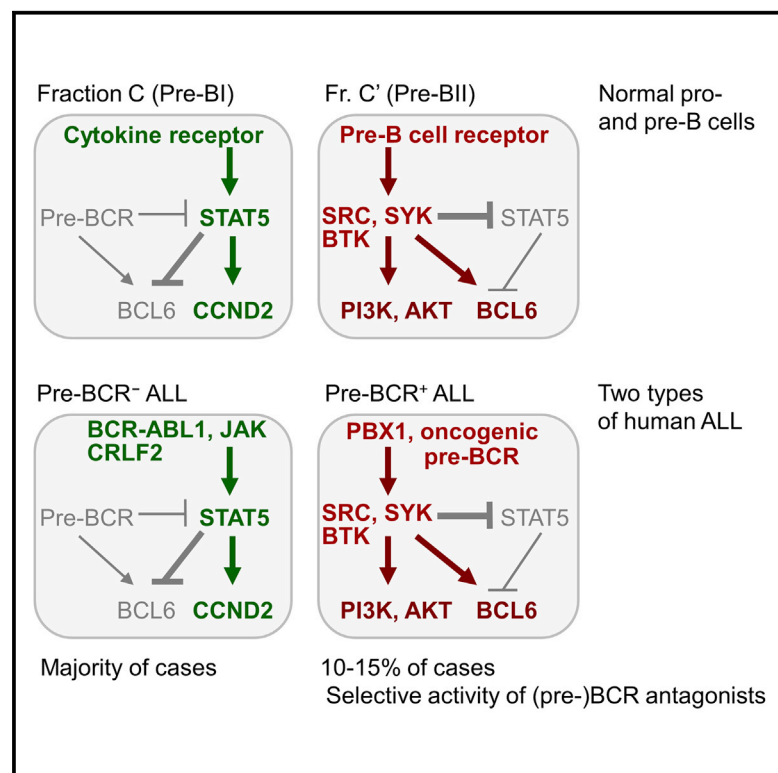 Fraction C (Pre-BI)
Fr. C’ (Pre-BII)
Normal pro-
and pre-B cells
Cytokine receptor
Pre-BCR
STAT5
BCL6
CCND2
Pre-B cell receptor
SRC, SYK
BTK
STAT5
PI3K, AKT
BCL6
Pre-BCR⁻ ALL
Pre-BCR⁺ ALL
Two types
of human ALL
BCR-ABL1, JAK
CRLF2
Pre-BCR
STAT5
BCL6
CCND2
PBX1, oncogenic
pre-BCR
SRC, SYK
BTK
STAT5
PI3K, AKT
BCL6
Majority of cases
10-15% of cases
Selective activity of (pre-)BCR antagonists